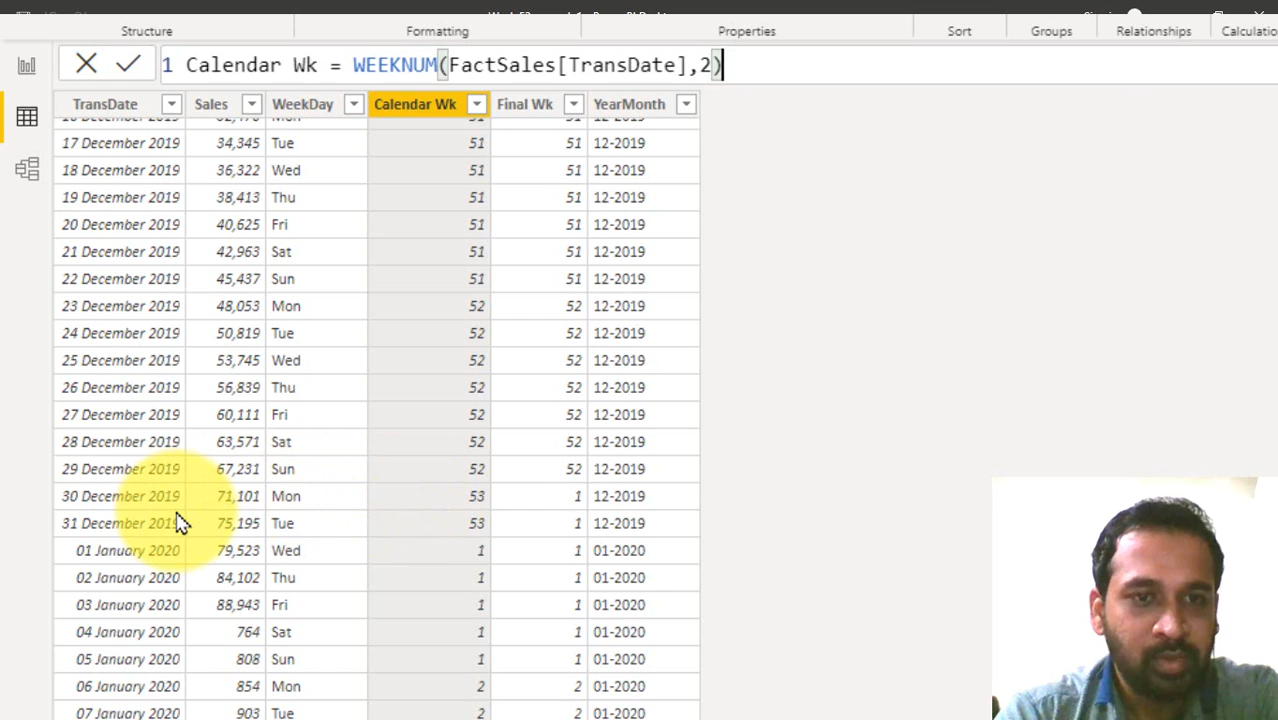 Structure Formatting Properties Sort Groups Relationships Calculatio
1 Calendar Wk = WEEKNUM(FactSales[TransDate],2)
TransDate Sales WeekDay Calendar Wk Final Wk YearMonth
17 December 2019 34,345 Tue 51 51 12-2019
18 December 2019 36,322 Wed 51 51 12-2019
19 December 2019 38,413 Thu 51 51 12-2019
20 December 2019 40,625 Fri 51 51 12-2019
21 December 2019 42,963 Sat 51 51 12-2019
22 December 2019 45,437 Sun 51 51 12-2019
23 December 2019 48,053 Mon 52 52 12-2019
24 December 2019 50,819 Tue 52 52 12-2019
25 December 2019 53,745 Wed 52 52 12-2019
26 December 2019 56,839 Thu 52 52 12-2019
27 December 2019 60,111 Fri 52 52 12-2019
28 December 2019 63,571 Sat 52 52 12-2019
29 December 2019 67,231 Sun 52 52 12-2019
30 December 2019 71,101 Mon 53 1 12-2019
31 December 2019 75,195 Tue 53 1 12-2019
01 January 2020 79,523 Wed 1 1 01-2020
02 January 2020 84,102 Thu 1 1 01-2020
03 January 2020 88,943 Fri 1 1 01-2020
04 January 2020 764 Sat 1 1 01-2020
05 January 2020 808 Sun 1 1 01-2020
06 January 2020 854 Mon 2 2 01-2020
07 January 2020 903 Tue 2 2 01-2020